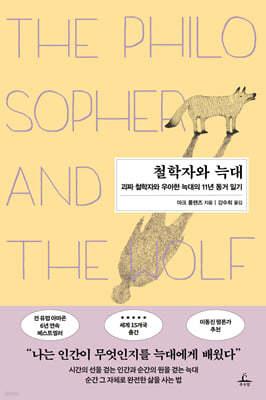 THE PHILO
SOPHER
AND
THE WOLF
철학자와 늑대
괴짜 철학자와 우아한 늑대의 11년 동거 일기
마크 롤랜즈 지음 | 강수희 옮김
전 유럽 아마존
6년 연속
베스트셀러
★★★★★
세계 15개국
출간
이동진 평론가
추천
“나는 인간이 무엇인지를 늑대에게 배웠다”
시간의 선을 걷는 인간과 순간의 원을 걷는 늑대
순간 그 자체로 완전한 삶을 사는 법
추수밭